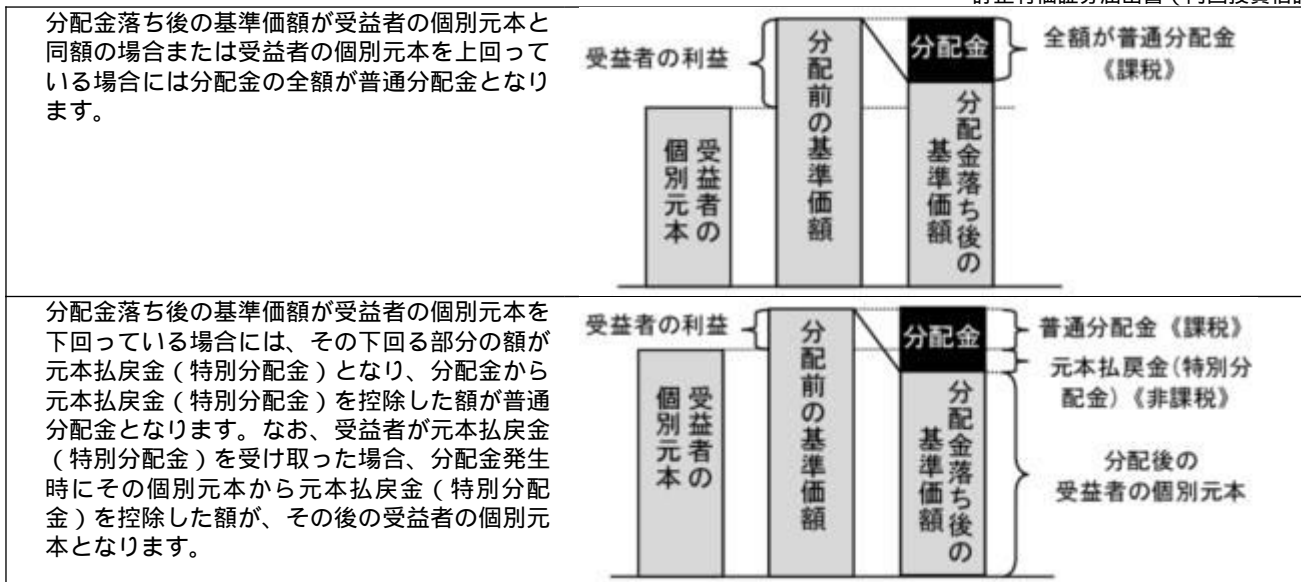 分配金落ち後の基準価額が受益者の個別元本と
同額の場合または受益者の個別元本を上回って
いる場合には分配金の全額が普通分配金となり
ます。
受益者の利益
分配前の基準価額
分配金
全額が普通分配金
《課税》
受益者の
個別元本
分配金落ち後の
基準価額
分配金落ち後の基準価額が受益者の個別元本を
下回っている場合には、その下回る部分の額が
元本払戻金（特別分配金）となり、分配金から
元本払戻金（特別分配金）を控除した額が普通
分配金となります。なお、受益者が元本払戻金
（特別分配金）を受け取った場合、分配金発生
時にその個別元本から元本払戻金（特別分配
金）を控除した額が、その後の受益者の個別元
本となります。
受益者の利益
分配前の基準価額
分配金
普通分配金《課税》
元本払戻金(特別分
配金)《非課税》
受益者の
個別元本
分配金落ち後の
基準価額
分配後の
受益者の個別元本